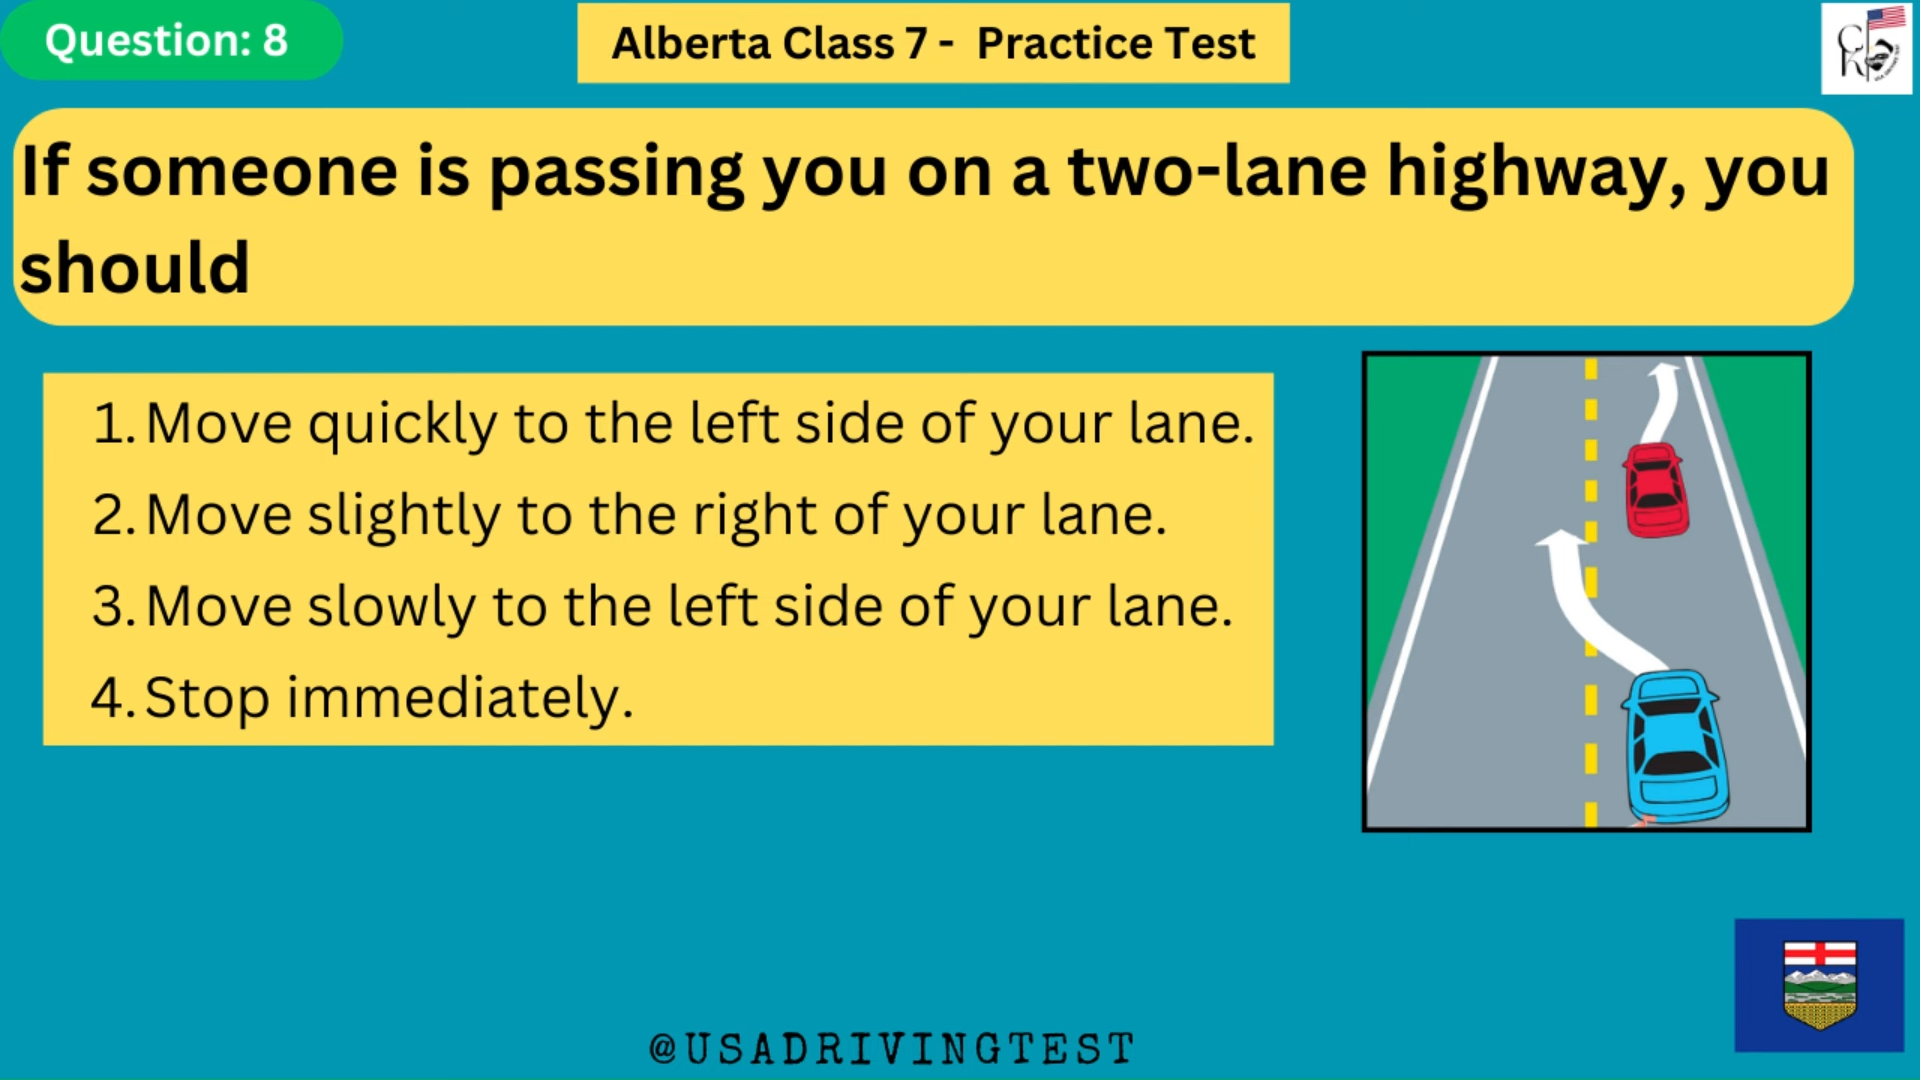 Question: 8
Alberta Class 7 - Practice Test
If someone is passing you on a two-lane highway, you
should
1. Move quickly to the left side of your lane.
2. Move slightly to the right of your lane.
3. Move slowly to the left side of your lane.
4. Stop immediately.
@USADRIVINGTEST